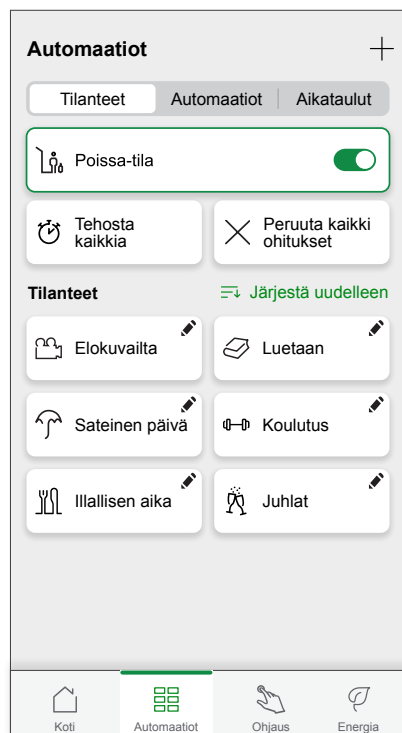 Automaatiot
Tilanteet Automaatiot Aikataulut
Poissa-tila
Tehosta
kaikkia
Peruuta kaikki
ohitukset
Tilanteet
Järjestä uudelleen
Elokuvailta
Luetaan
Sateinen päivä
Koulutus
Illallisen aika
Juhlat
Koti Automaatiot Ohjaus Energia